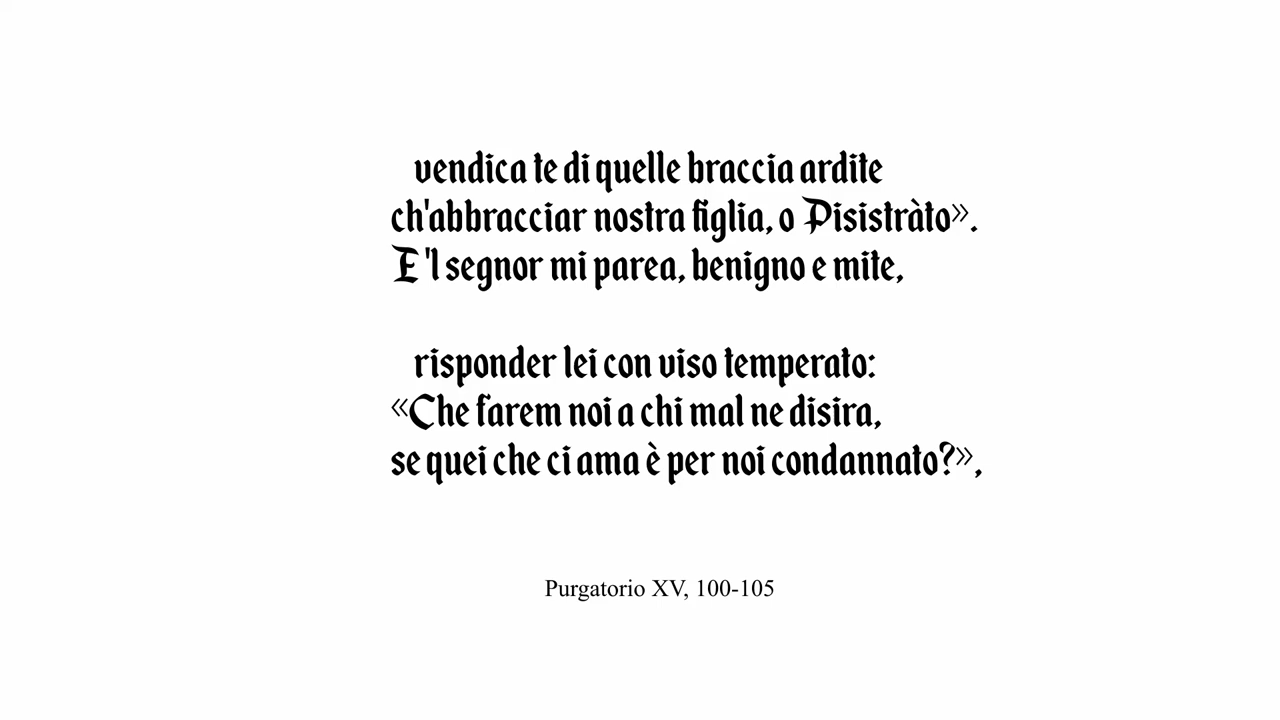 vendica te di quelle braccia ardite
ch'abbracciar nostra figlia, o Pisistràto».
E 'l segnor mi parea, benigno e mite,
risponder lei con viso temperato:
«Che farem noi a chi mal ne disira,
se quei che ci ama è per noi condannato?»,
Purgatorio XV, 100-105